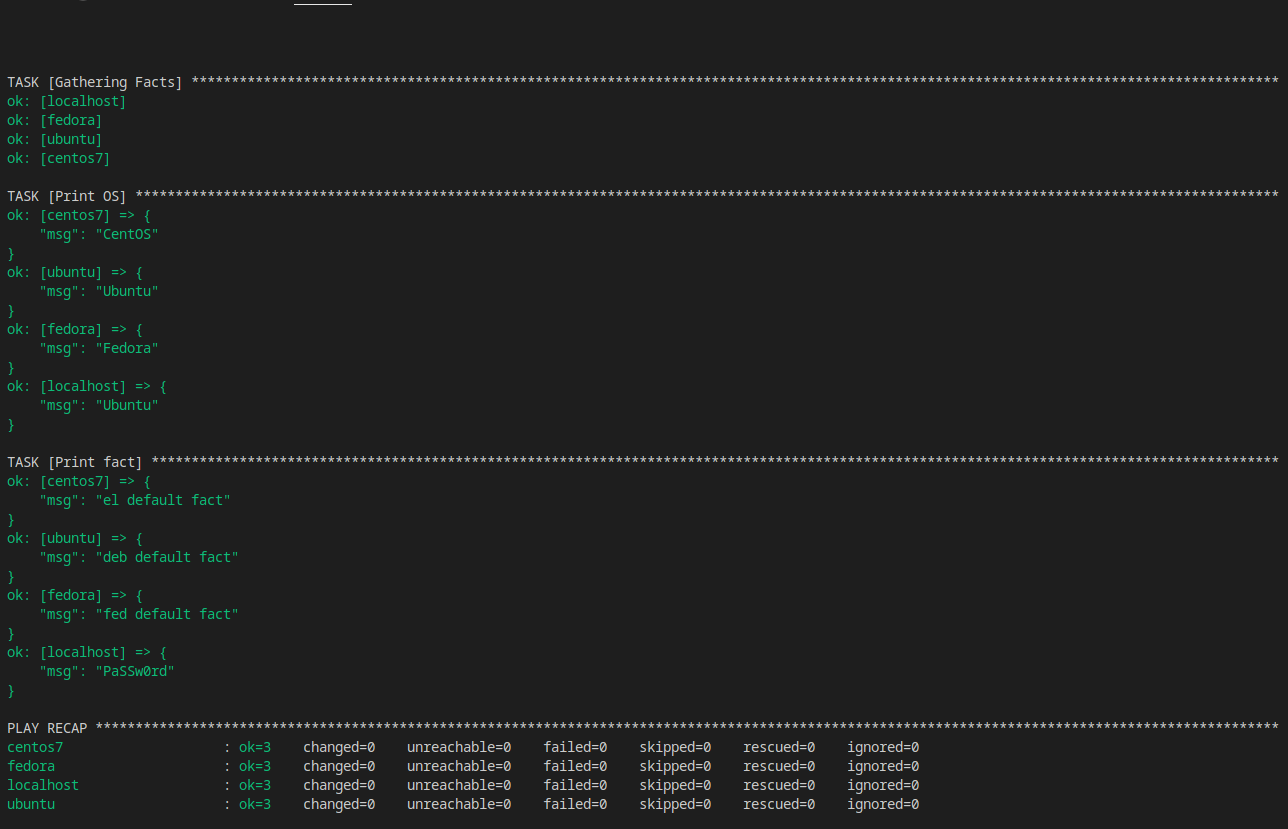 TASK [Gathering Facts] ****************************************************************************************************************************************
ok: [localhost]
ok: [fedora]
ok: [ubuntu]
ok: [centos7]
TASK [Print OS] ***********************************************************************************************************************************************
ok: [centos7] => {
    "msg": "CentOS"
}
ok: [ubuntu] => {
    "msg": "Ubuntu"
}
ok: [fedora] => {
    "msg": "Fedora"
}
ok: [localhost] => {
    "msg": "Ubuntu"
}
TASK [Print fact] *********************************************************************************************************************************************
ok: [centos7] => {
    "msg": "el default fact"
}
ok: [ubuntu] => {
    "msg": "deb default fact"
}
ok: [fedora] => {
    "msg": "fed default fact"
}
ok: [localhost] => {
    "msg": "PaSSw0rd"
}
PLAY RECAP ****************************************************************************************************************************************************
centos7                    : ok=3    changed=0    unreachable=0    failed=0    skipped=0    rescued=0    ignored=0
fedora                     : ok=3    changed=0    unreachable=0    failed=0    skipped=0    rescued=0    ignored=0
localhost                  : ok=3    changed=0    unreachable=0    failed=0    skipped=0    rescued=0    ignored=0
ubuntu                     : ok=3    changed=0    unreachable=0    failed=0    skipped=0    rescued=0    ignored=0